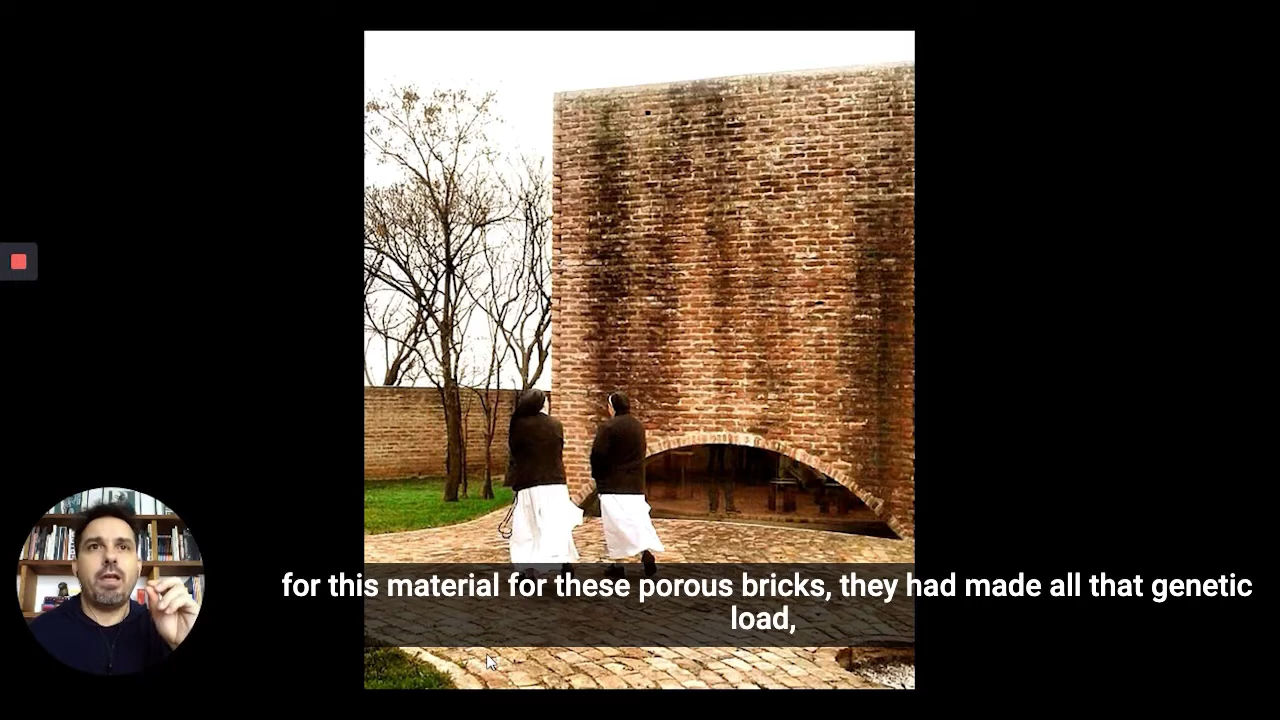 for this material for these porous bricks, they had made all that genetic
load,